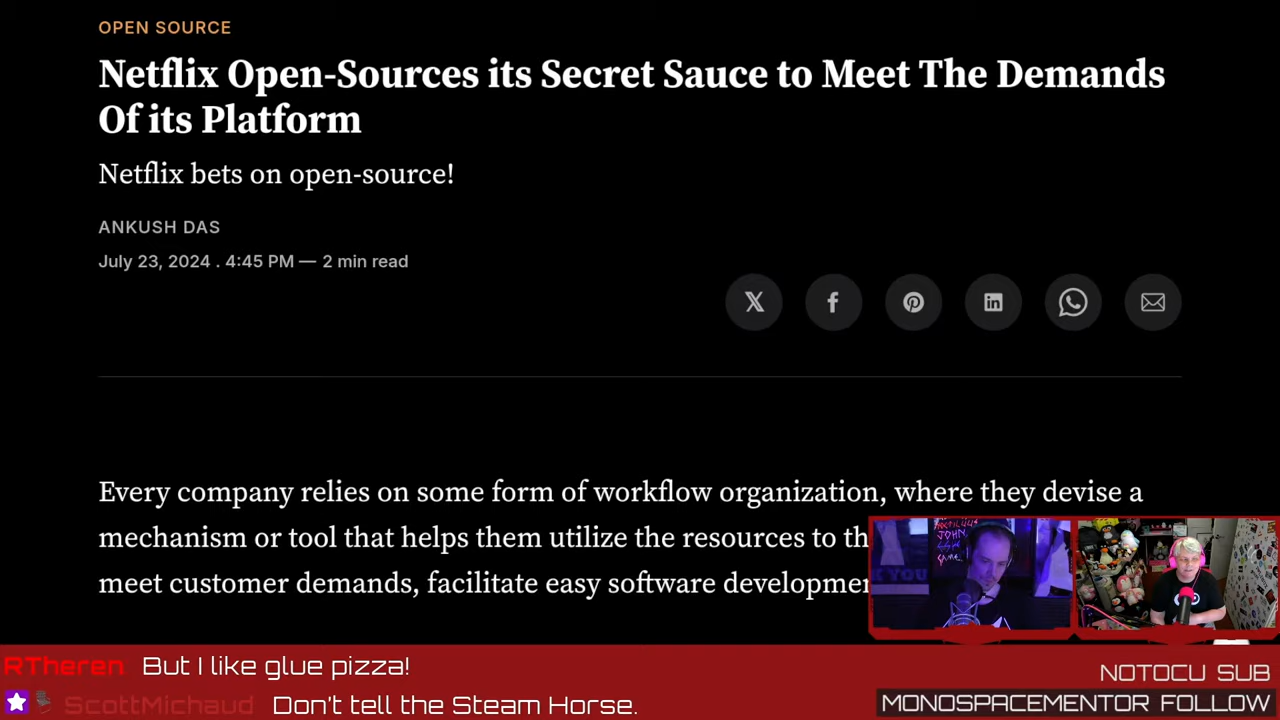 OPEN SOURCE
Netflix Open-Sources its Secret Sauce to Meet The Demands
Of its Platform
Netflix bets on open-source!
ANKUSH DAS
July 23, 2024 . 4:45 PM — 2 min read
Every company relies on some form of workflow organization, where they devise a
mechanism or tool that helps them utilize the resources to
meet customer demands, facilitate easy software
JOHN
YOU
RTheren But I like glue pizza!
ScottMichaud Don't tell the Steam Horse.
NOTOCU SUB
MONOSPACEMENTOR FOLLOW